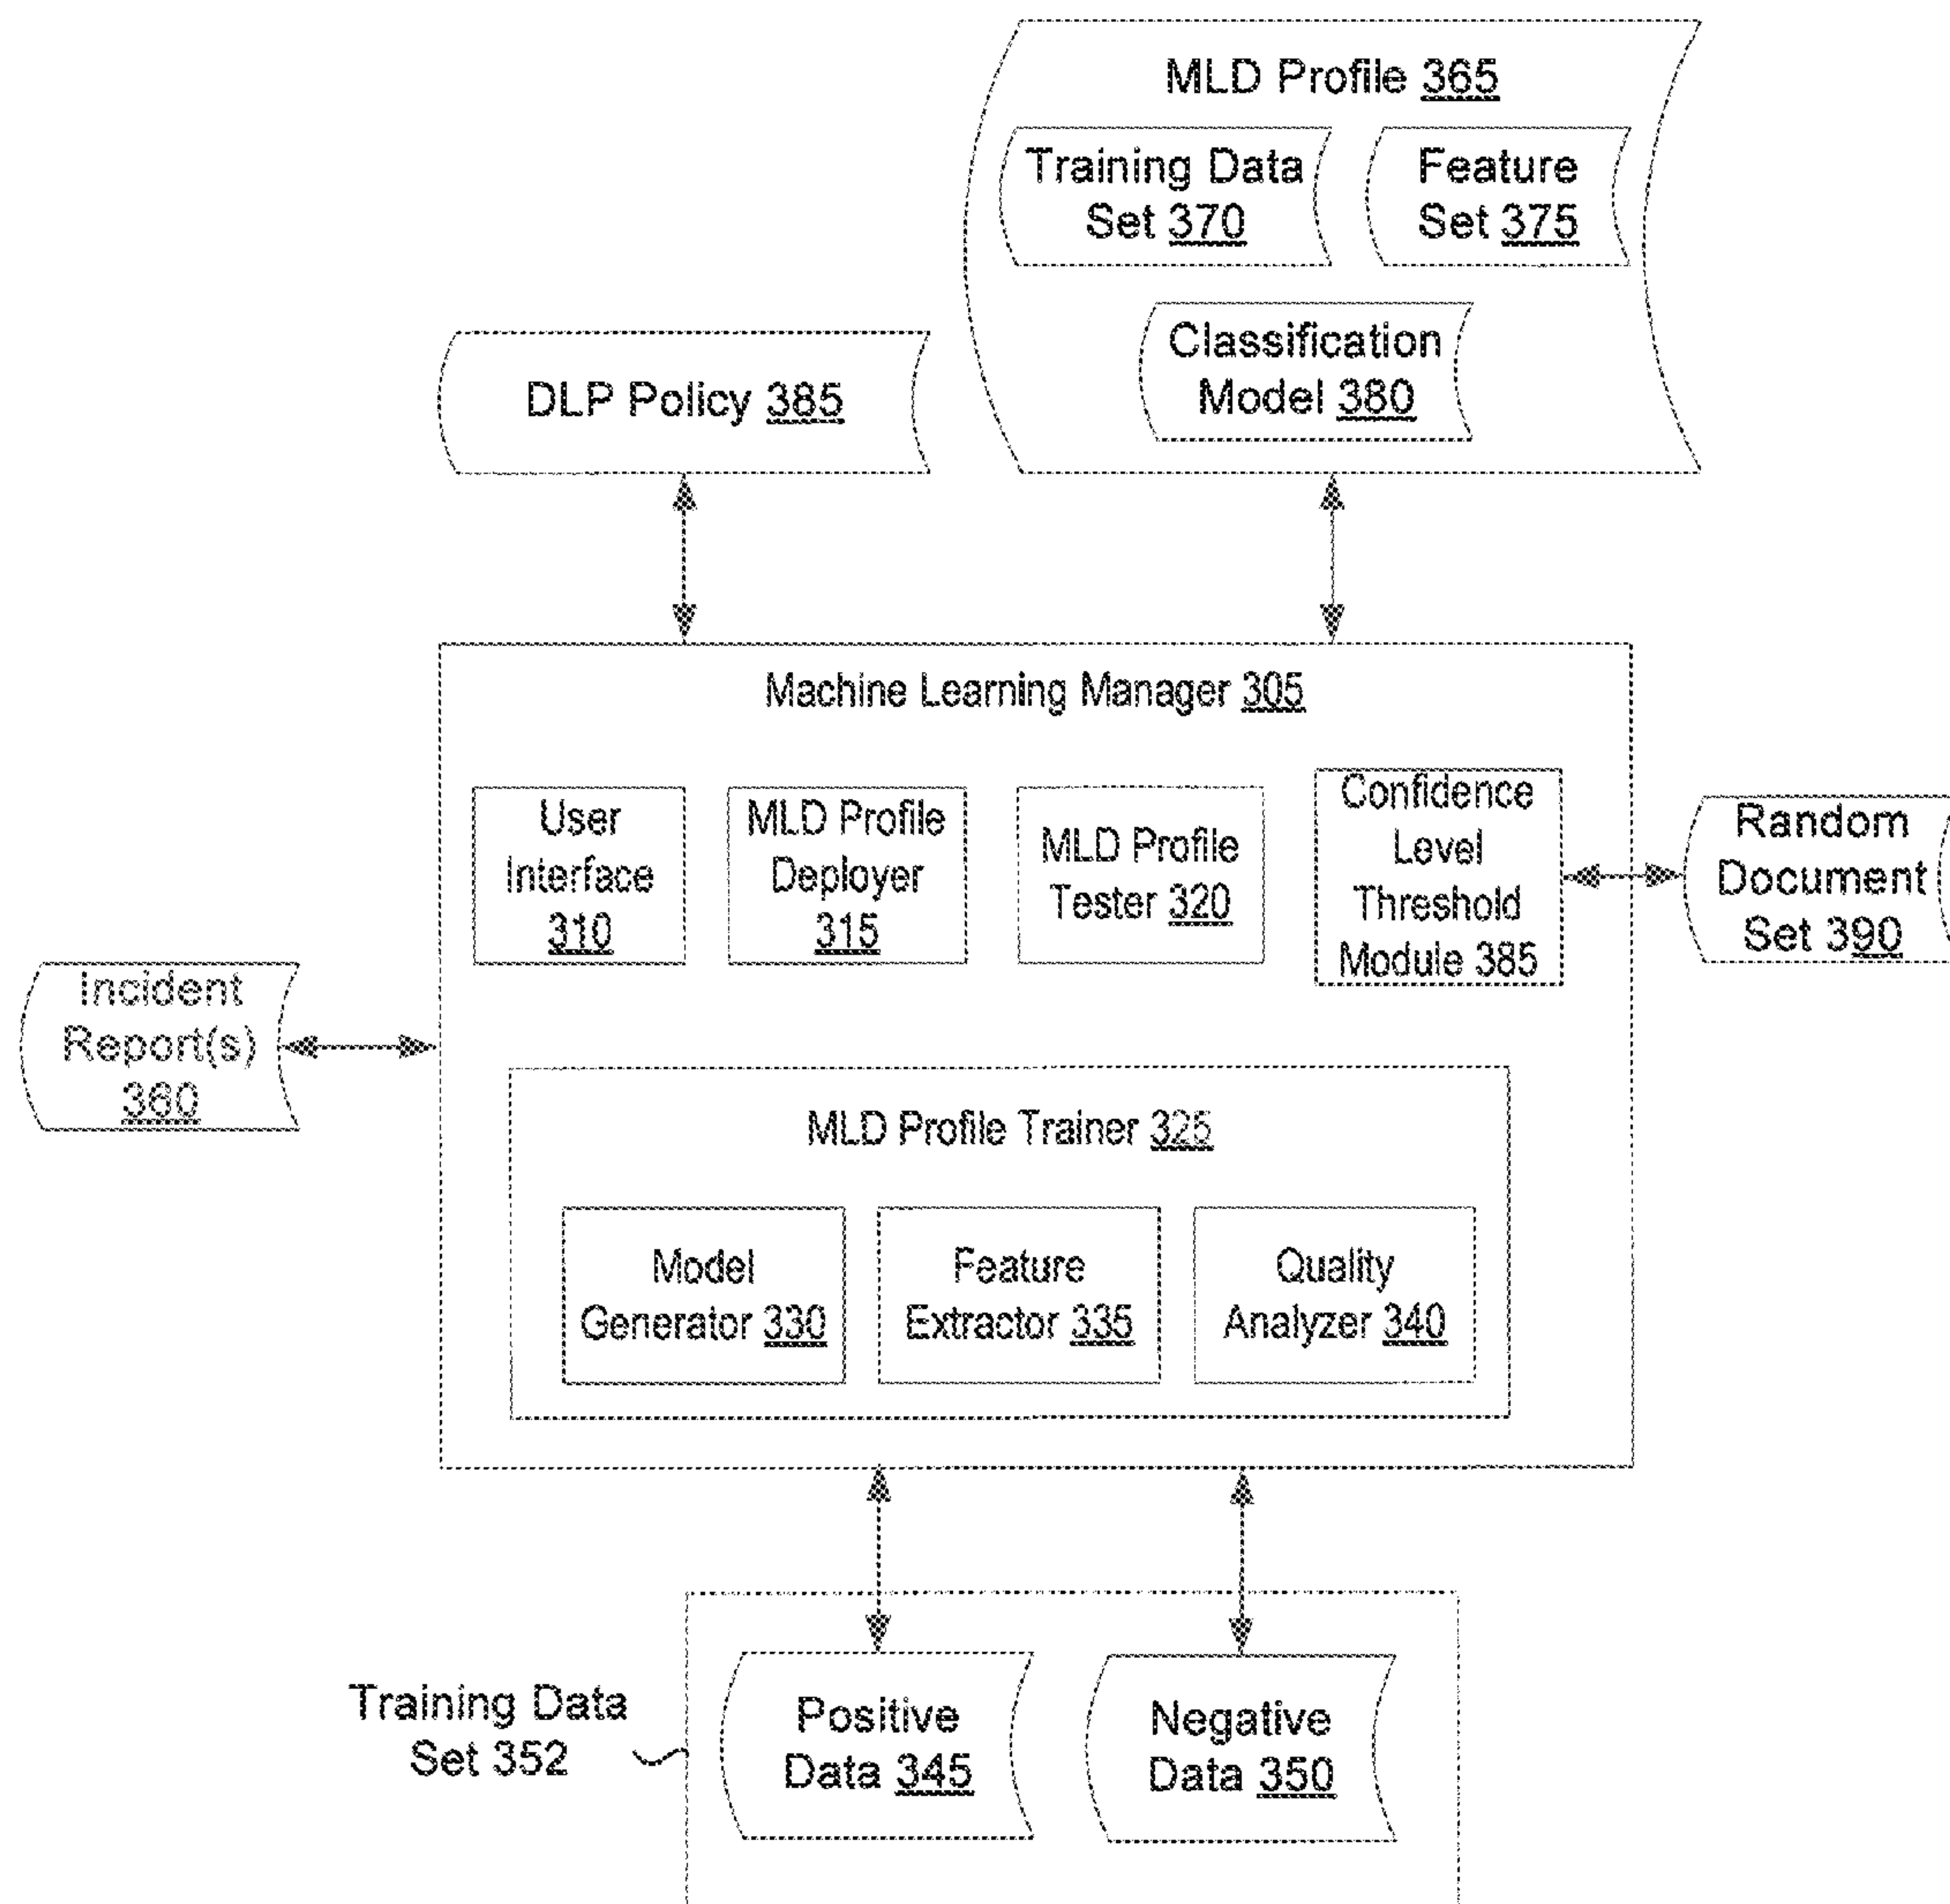 MLD Profile 365
Training Data
Set 370
Feature
Set 375
Classification
Model 380
DLP Policy 385
Machine Learning Manager 305
User
Interface
310
MLD Profile
Deployer
315
MLD Profile
Tester 320
Confidence
Level
Threshold
Module 385
Random
Document
Set 390
Incident
Report(s)
360
MLD Profile Trainer 325
Model
Generator 330
Feature
Extractor 335
Quality
Analyzer 340
Training Data
Set 352
Positive
Data 345
Negative
Data 350